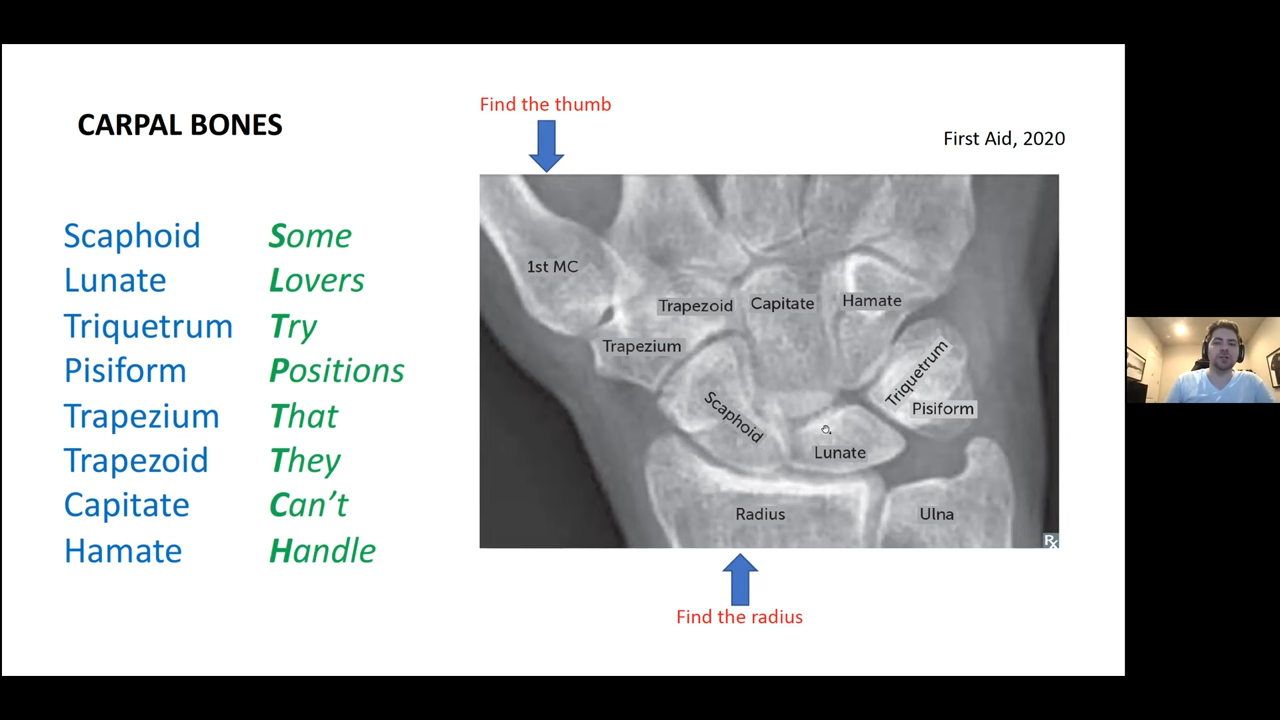 Find the thumb
CARPAL BONES
First Aid, 2020
Scaphoid Some
Lunate Lovers
Triquetrum Try
Pisiform Positions
Trapezium That
Trapezoid They
Capitate Can't
Hamate Handle
1st MC
Trapezoid
Capitate
Hamate
Trapezium
Triquetrum
Scaphoid
Pisiform
Lunate
Radius
Ulna
Rx
Find the radius